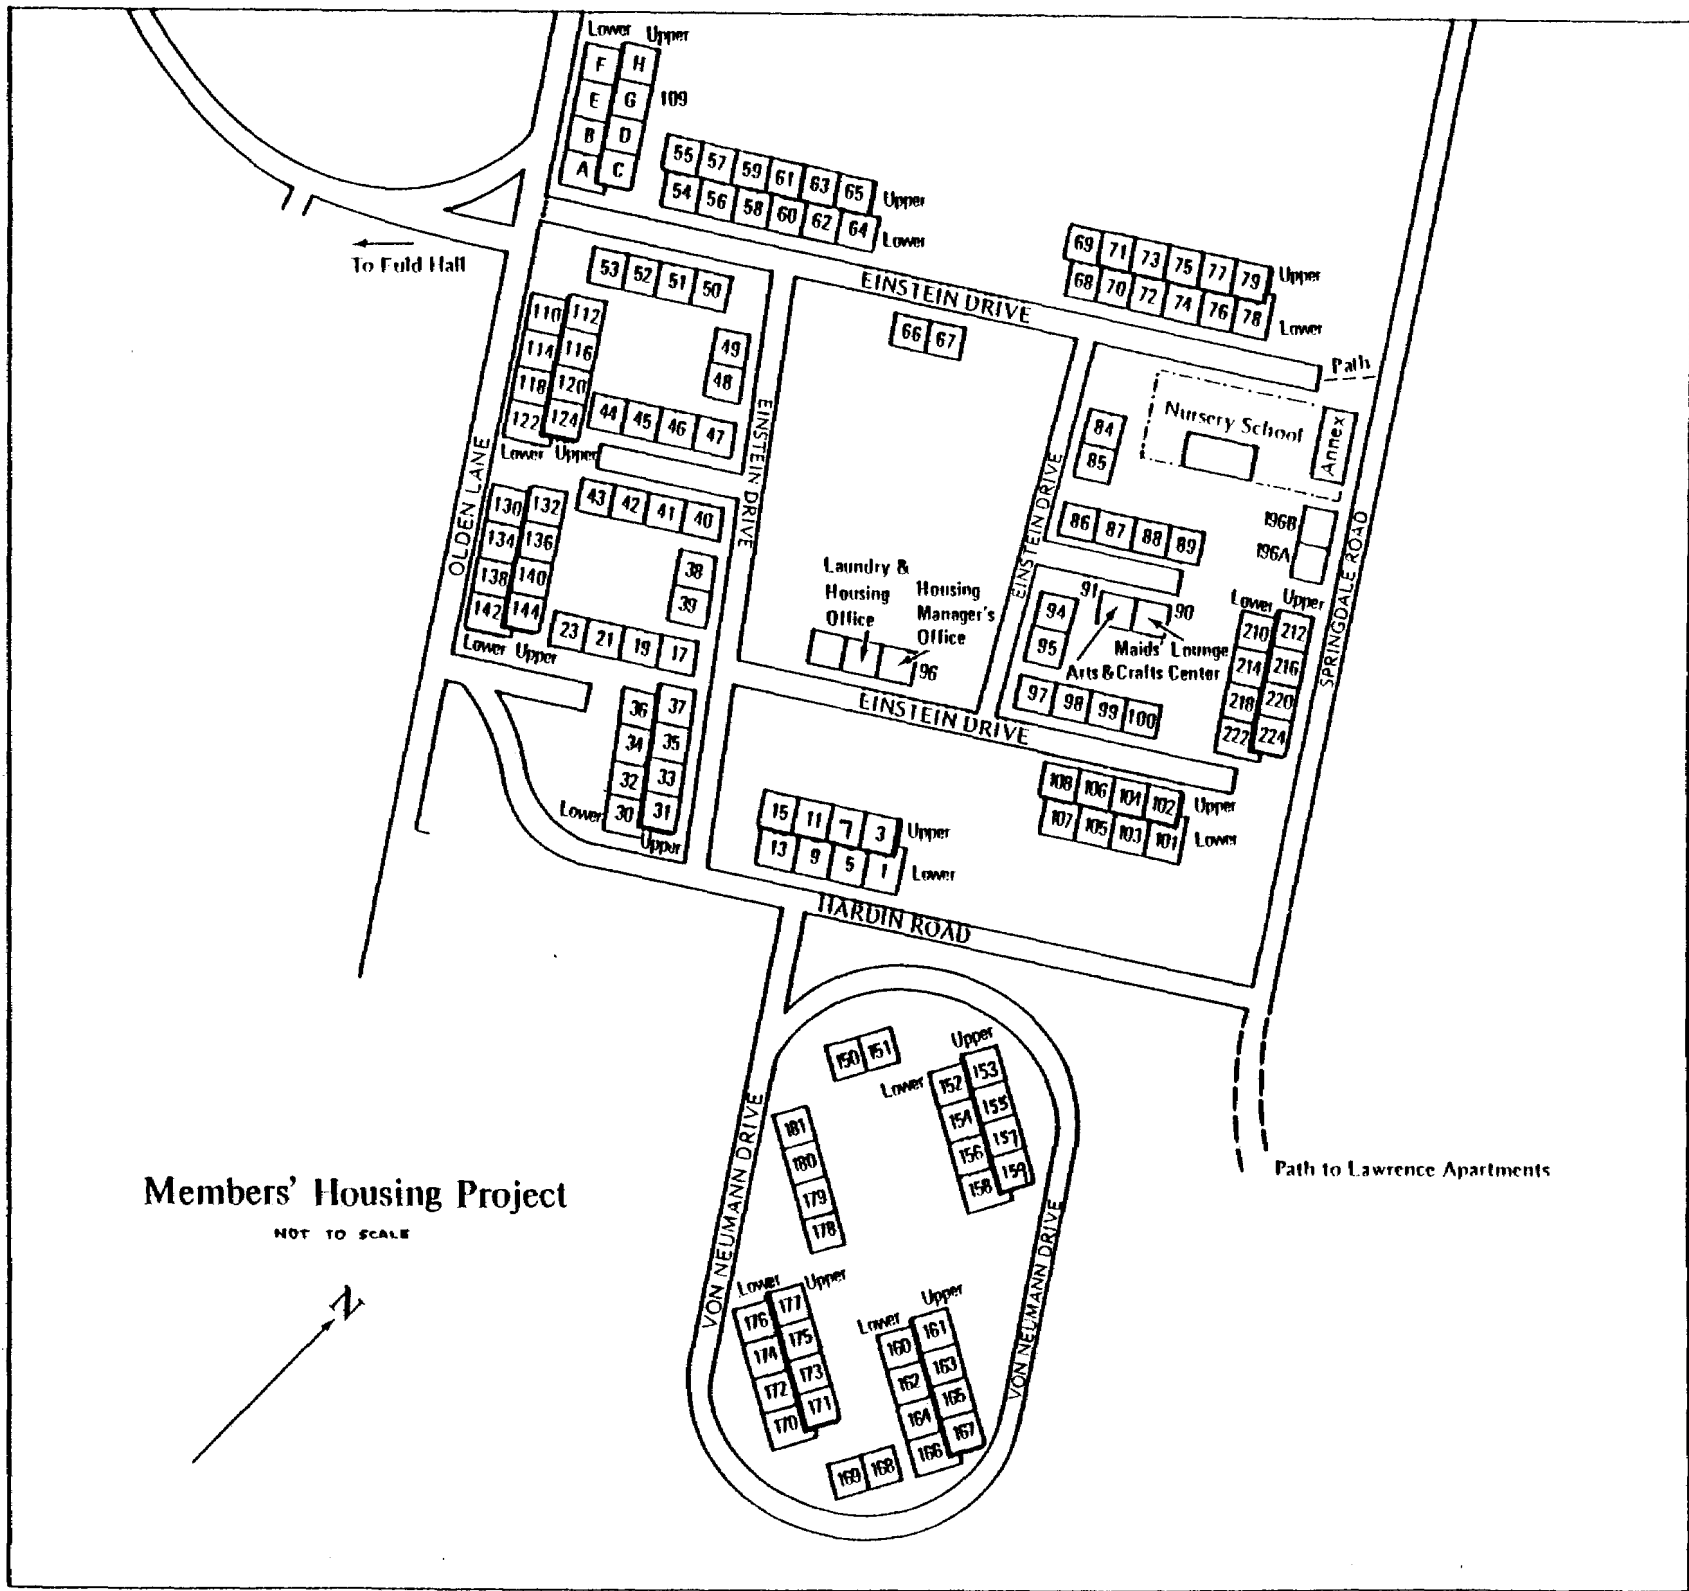 Lower Upper
F H
E G 109
B D
A C
55 57 59 61 63 65 Upper
54 56 58 60 62 64 Lower
To Fuld Hall
53 52 51 50
EINSTEIN DRIVE
69 71 73 75 77 79 Upper
68 70 72 74 76 78 Lower
66 67
Path
110 112
114 116
118 120
122 124
Lower Upper
49
48
44 45 46 47
EINSTEIN DRIVE
OLDEN LANE
Nursery School
Annex
84
85
EINSTEIN DRIVE
43 42 41 40
130 132
134 136
138 140
142 144
Lower Upper
38
39
23 21 19 17
86 87 88 89
196B
196A
SPRINGDALE ROAD
Laundry &
Housing
Office
Housing
Manager's
Office
96
91
90
94
95
Maids' Lounge
Arts & Crafts Center
Lower Upper
210 212
214 216
218 220
222 224
97 98 99 100
EINSTEIN DRIVE
36 37
34 35
32 33
Lower 30 31
Upper
108 106 104 102 Upper
107 105 103 101 Lower
15 11 7 3 Upper
13 9 5 1 Lower
HARDIN ROAD
150 151
Upper
Lower 152 153
154 155
156 157
158 159
181
180
179
178
VON NEUMANN DRIVE
Path to Lawrence Apartments
Members' Housing Project
NOT TO SCALE
N
Lower Upper
176 177
174 175
172 173
170 171
Lower Upper
160 161
162 163
164 165
166 167
169 168
VON NEUMANN DRIVE